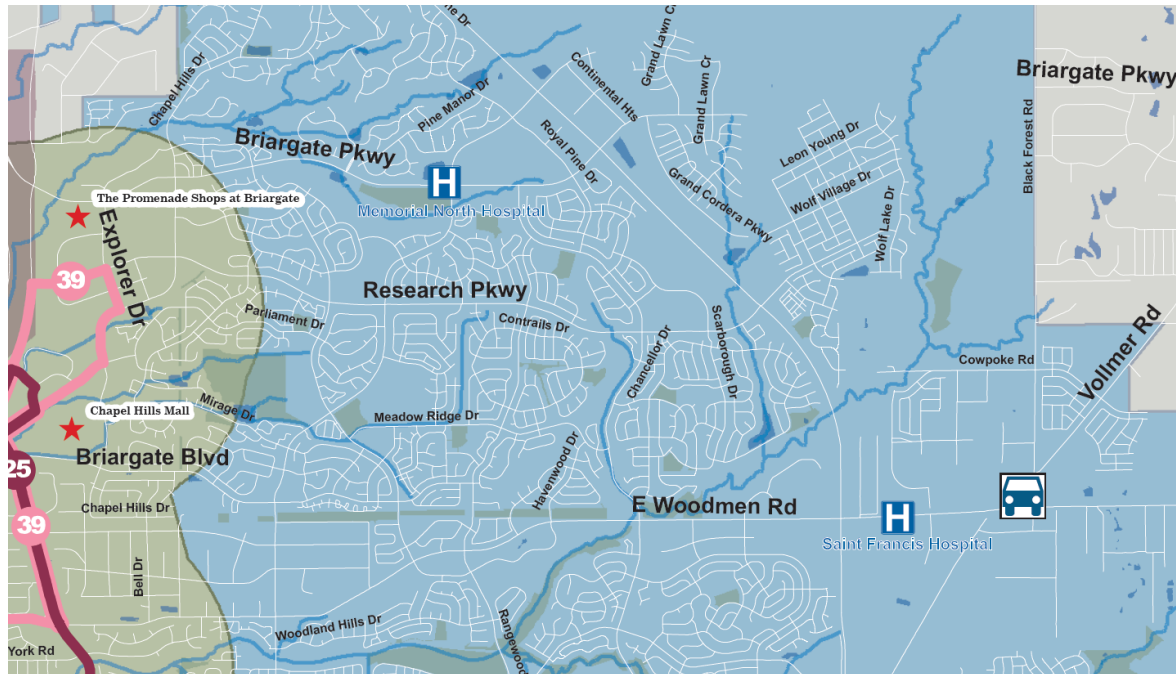 ne Dr
Chapel Hills Dr
Pine Manor Dr
Continental Hts
Grand Lawn Cr
Grand Lawn Cr
Briargate Pkwy
Black Forest Rd
Briargate Pkwy
Royal Pine Dr
Leon Young Dr
H
Memorial North Hospital
Grand Cordera Pkwy
Wolf Village Dr
Wolf Lake Dr
The Promenade Shops at Briargate
Explorer Dr
39
Research Pkwy
Parliament Dr
Contrails Dr
Chancellor Dr
Scarborough Dr
Cowpoke Rd
Vollmer Rd
Chapel Hills Mall
Mirage Dr
Meadow Ridge Dr
Briargate Blvd
25
Havenwood Dr
Chapel Hills Dr
E Woodmen Rd
H
Saint Francis Hospital
39
Bell Dr
Woodland Hills Dr
Rangewood
York Rd